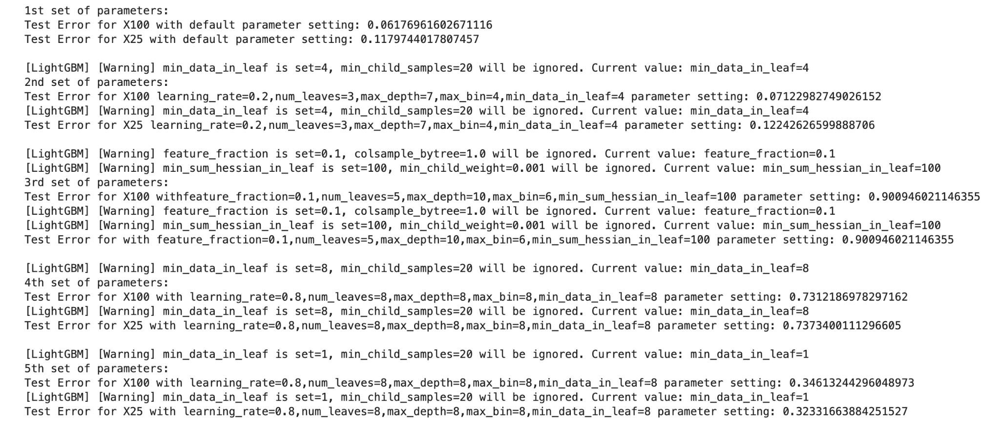 1st set of parameters:
Test Error for X100 with default parameter setting: 0.06176961602671116
Test Error for X25 with default parameter setting: 0.1179744017807457
[LightGBM] [Warning] min_data_in_leaf is set=4, min_child_samples=20 will be ignored. Current value: min_data_in_leaf=4
2nd set of parameters:
Test Error for X100 learning_rate=0.2,num_leaves=3,max_depth=7,max_bin=4,min_data_in_leaf=4 parameter setting: 0.07122982749026152
[LightGBM] [Warning] min_data_in_leaf is set=4, min_child_samples=20 will be ignored. Current value: min_data_in_leaf=4
Test Error for X25 learning_rate=0.2,num_leaves=3,max_depth=7,max_bin=4,min_data_in_leaf=4 parameter setting: 0.12242626599888706
[LightGBM] [Warning] feature_fraction is set=0.1, colsample_bytree=1.0 will be ignored. Current value: feature_fraction=0.1
[LightGBM] [Warning] min_sum_hessian_in_leaf is set=100, min_child_weight=0.001 will be ignored. Current value: min_sum_hessian_in_leaf=100
3rd set of parameters:
Test Error for X100 withfeature_fraction=0.1,num_leaves=5,max_depth=10,max_bin=6,min_sum_hessian_in_leaf=100 parameter setting: 0.900946021146355
[LightGBM] [Warning] feature_fraction is set=0.1, colsample_bytree=1.0 will be ignored. Current value: feature_fraction=0.1
[LightGBM] [Warning] min_sum_hessian_in_leaf is set=100, min_child_weight=0.001 will be ignored. Current value: min_sum_hessian_in_leaf=100
Test Error for with feature_fraction=0.1,num_leaves=5,max_depth=10,max_bin=6,min_sum_hessian_in_leaf=100 parameter setting: 0.900946021146355
[LightGBM] [Warning] min_data_in_leaf is set=8, min_child_samples=20 will be ignored. Current value: min_data_in_leaf=8
4th set of parameters:
Test Error for X100 with learning_rate=0.8,num_leaves=8,max_depth=8,max_bin=8,min_data_in_leaf=8 parameter setting: 0.7312186978297162
[LightGBM] [Warning] min_data_in_leaf is set=8, min_child_samples=20 will be ignored. Current value: min_data_in_leaf=8
Test Error for X25 with learning_rate=0.8,num_leaves=8,max_depth=8,max_bin=8,min_data_in_leaf=8 parameter setting: 0.7373400111296605
[LightGBM] [Warning] min_data_in_leaf is set=1, min_child_samples=20 will be ignored. Current value: min_data_in_leaf=1
5th set of parameters:
Test Error for X100 with learning_rate=0.8,num_leaves=8,max_depth=8,max_bin=8,min_data_in_leaf=8 parameter setting: 0.34613244296048973
[LightGBM] [Warning] min_data_in_leaf is set=1, min_child_samples=20 will be ignored. Current value: min_data_in_leaf=1
Test Error for X25 with learning_rate=0.8,num_leaves=8,max_depth=8,max_bin=8,min_data_in_leaf=8 parameter setting: 0.32331663884251527